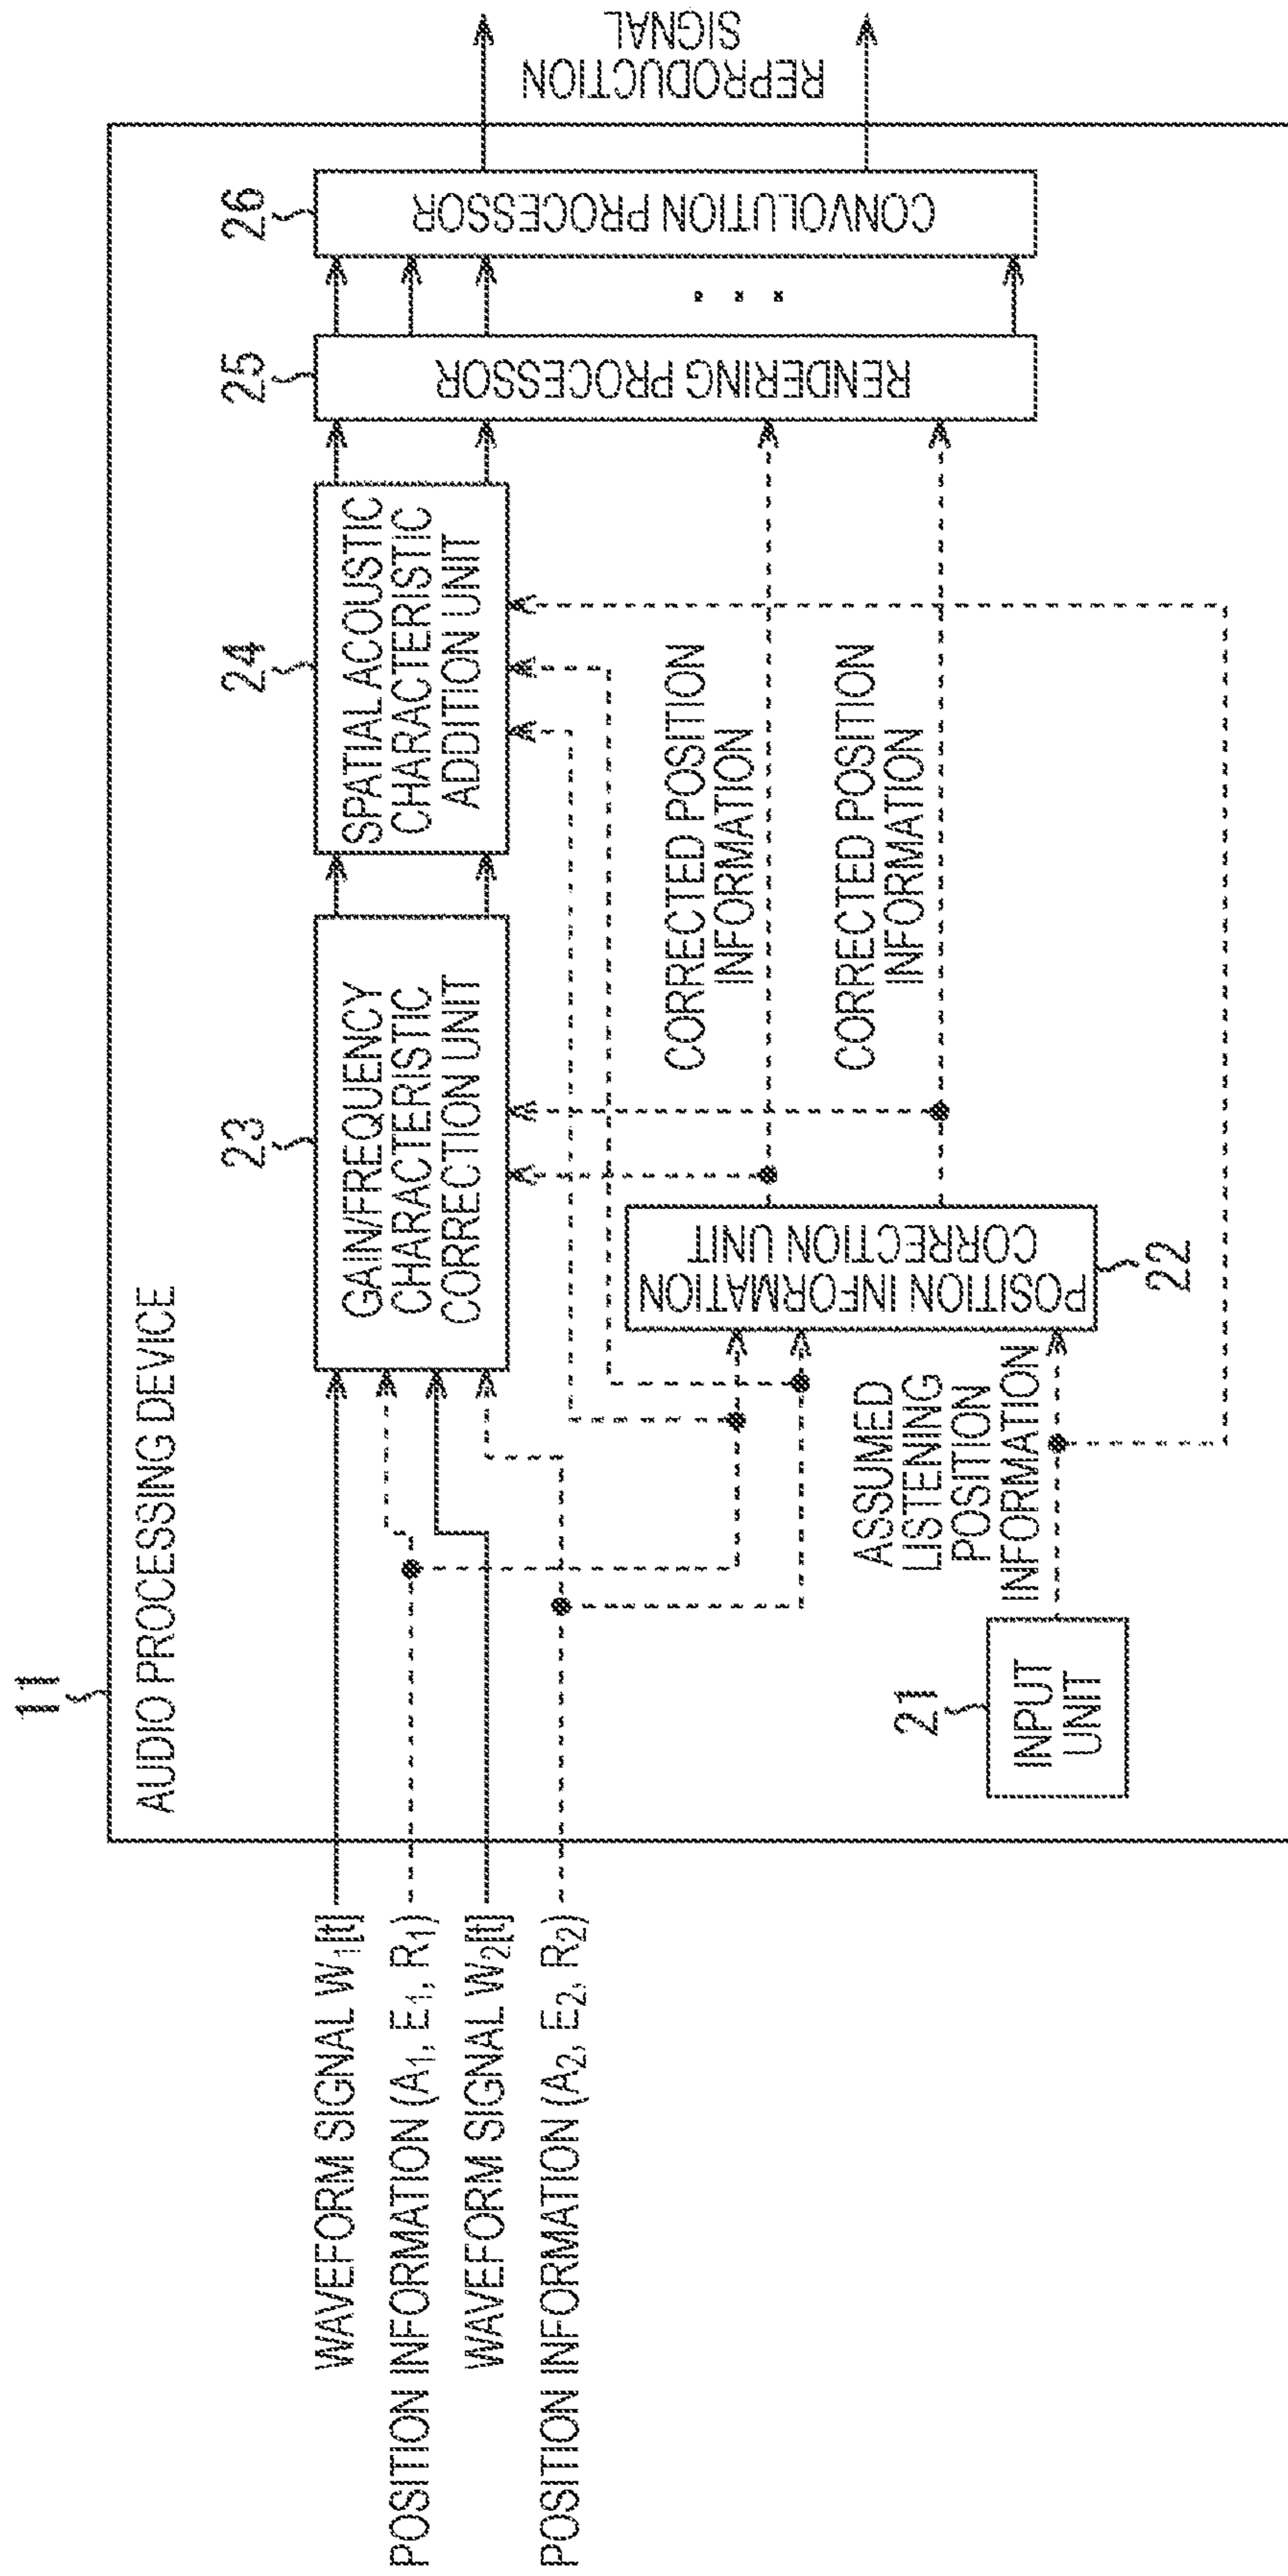 11
AUDIO PROCESSING DEVICE
WAVEFORM SIGNAL W1[t]
POSITION INFORMATION (A1, E1, R1)
WAVEFORM SIGNAL W2[t]
POSITION INFORMATION (A2, E2, R2)
23
GAIN/FREQUENCY
CHARACTERISTIC
CORRECTION UNIT
24
SPATIAL ACOUSTIC
CHARACTERISTIC
ADDITION UNIT
25
RENDERING PROCESSOR
26
CONVOLUTION PROCESSOR
REPRODUCTION
SIGNAL
21
INPUT
UNIT
ASSUMED
LISTENING
POSITION
INFORMATION
POSITION INFORMATION
CORRECTION UNIT
22
CORRECTED POSITION
INFORMATION
CORRECTED POSITION
INFORMATION